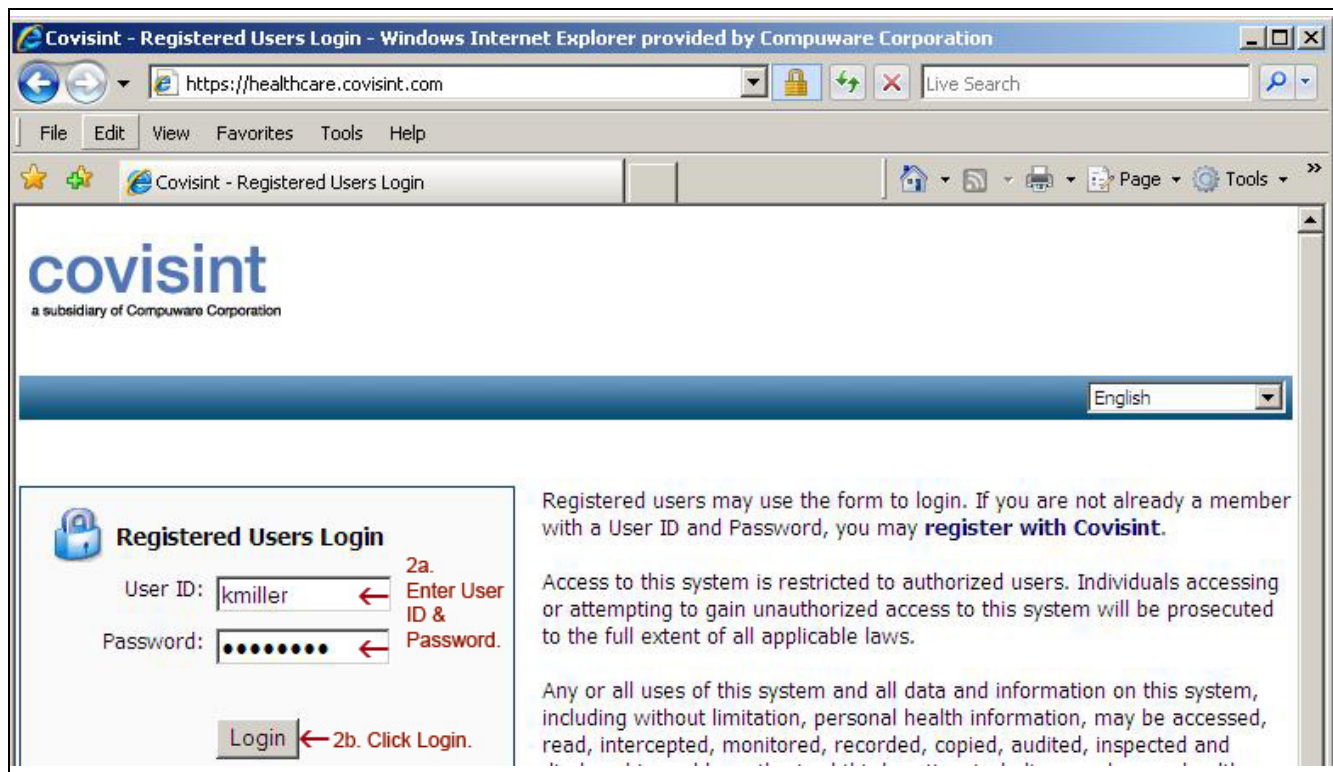 Covisint - Registered Users Login - Windows Internet Explorer provided by Compuware Corporation
https://healthcare.covisint.com
Live Search
File Edit View Favorites Tools Help
Covisint - Registered Users Login
Page Tools »
covisint
a subsidiary of Compuware Corporation
English
Registered Users Login
User ID: kmiller
2a.
Enter User
ID &
Password.
Password: ••••••••
Login
2b. Click Login.
Registered users may use the form to login. If you are not already a member
with a User ID and Password, you may register with Covisint.
Access to this system is restricted to authorized users. Individuals accessing
or attempting to gain unauthorized access to this system will be prosecuted
to the full extent of all applicable laws.
Any or all uses of this system and all data and information on this system,
including without limitation, personal health information, may be accessed,
read, intercepted, monitored, recorded, copied, audited, inspected and